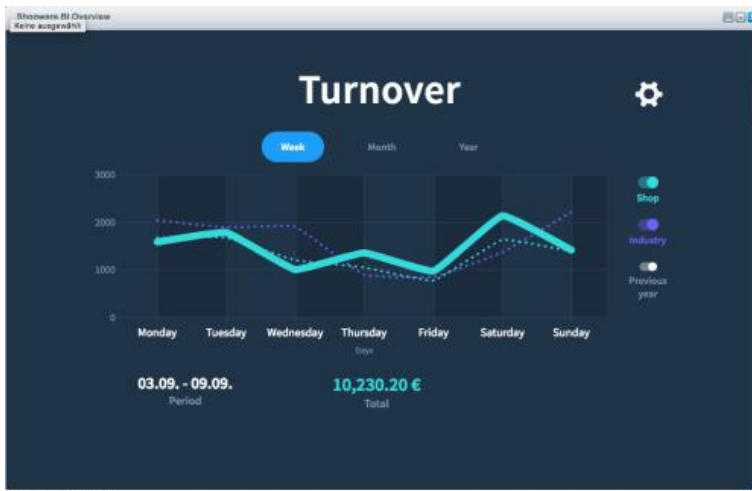 Shopware BI Overview
Keine ausgewählt
Turnover
Week Month Year
3000
2000
1000
0
Shop
Industry
Previous
year
Monday Tuesday Wednesday Thursday Friday Saturday Sunday
Days
03.09. - 09.09.
Period
10,230.20 €
Total